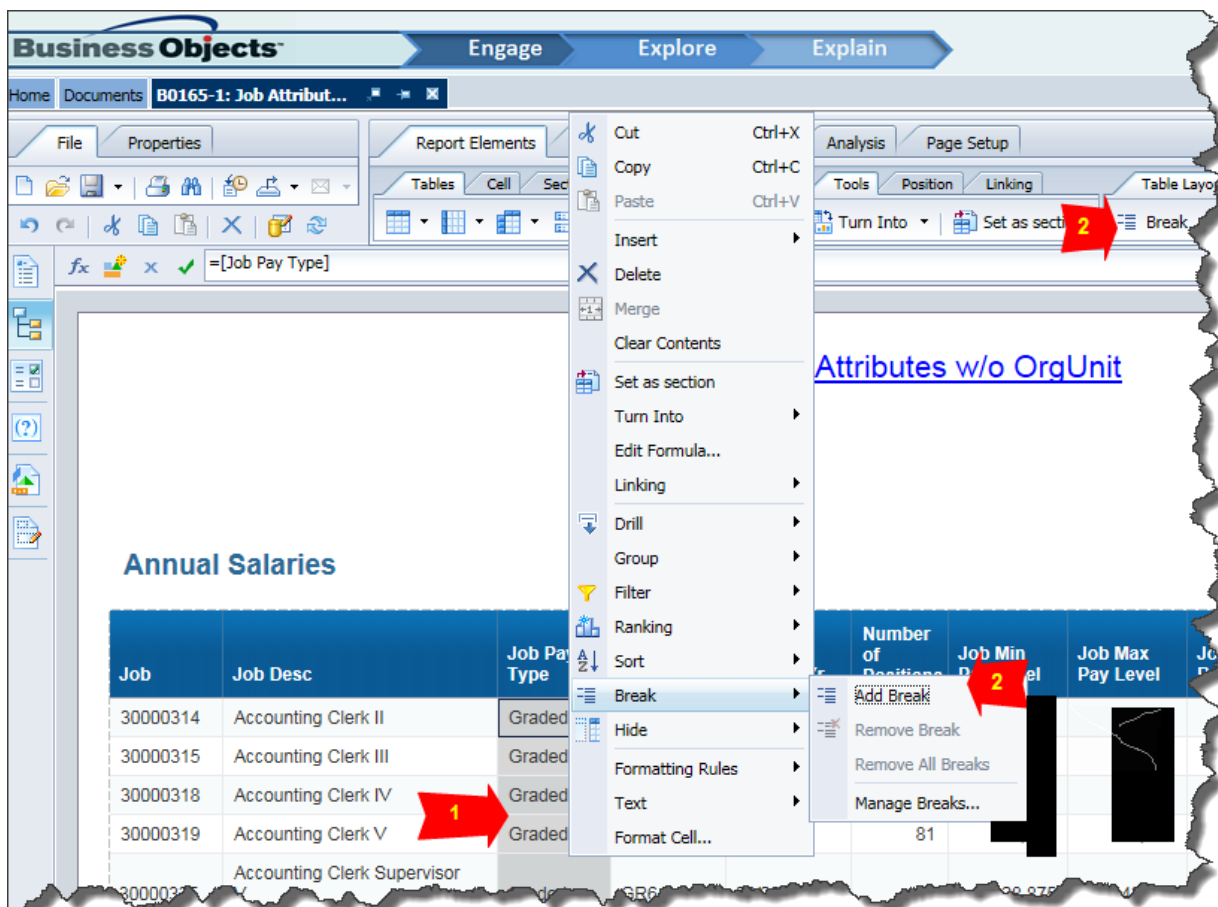 Business Objects
Engage
Explore
Explain
Home
Documents
B0165-1: Job Attribut...
File
Properties
Report Elements
Analysis
Page Setup
Tables
Cell
Tools
Position
Linking
Turn Into
Set as
2
Break
=[Job Pay Type]
Cut Ctrl+X
Copy Ctrl+C
Paste Ctrl+V
Insert
Delete
Merge
Clear Contents
Set as section
Turn Into
Edit Formula...
Linking
Drill
Group
Filter
Ranking
Sort
Break
Hide
Formatting Rules
Text
Format Cell...
Add Break
Remove Break
Remove All Breaks
Manage Breaks...
2
Attributes w/o OrgUnit
Annual Salaries
Job
Job Desc
Job Pay Type
Number of Positions
Job Min
Job Max Pay Level
30000314 Accounting Clerk II Graded
30000315 Accounting Clerk III Graded
30000318 Accounting Clerk IV Graded
1
30000319 Accounting Clerk V Graded 81
Accounting Clerk Supervisor